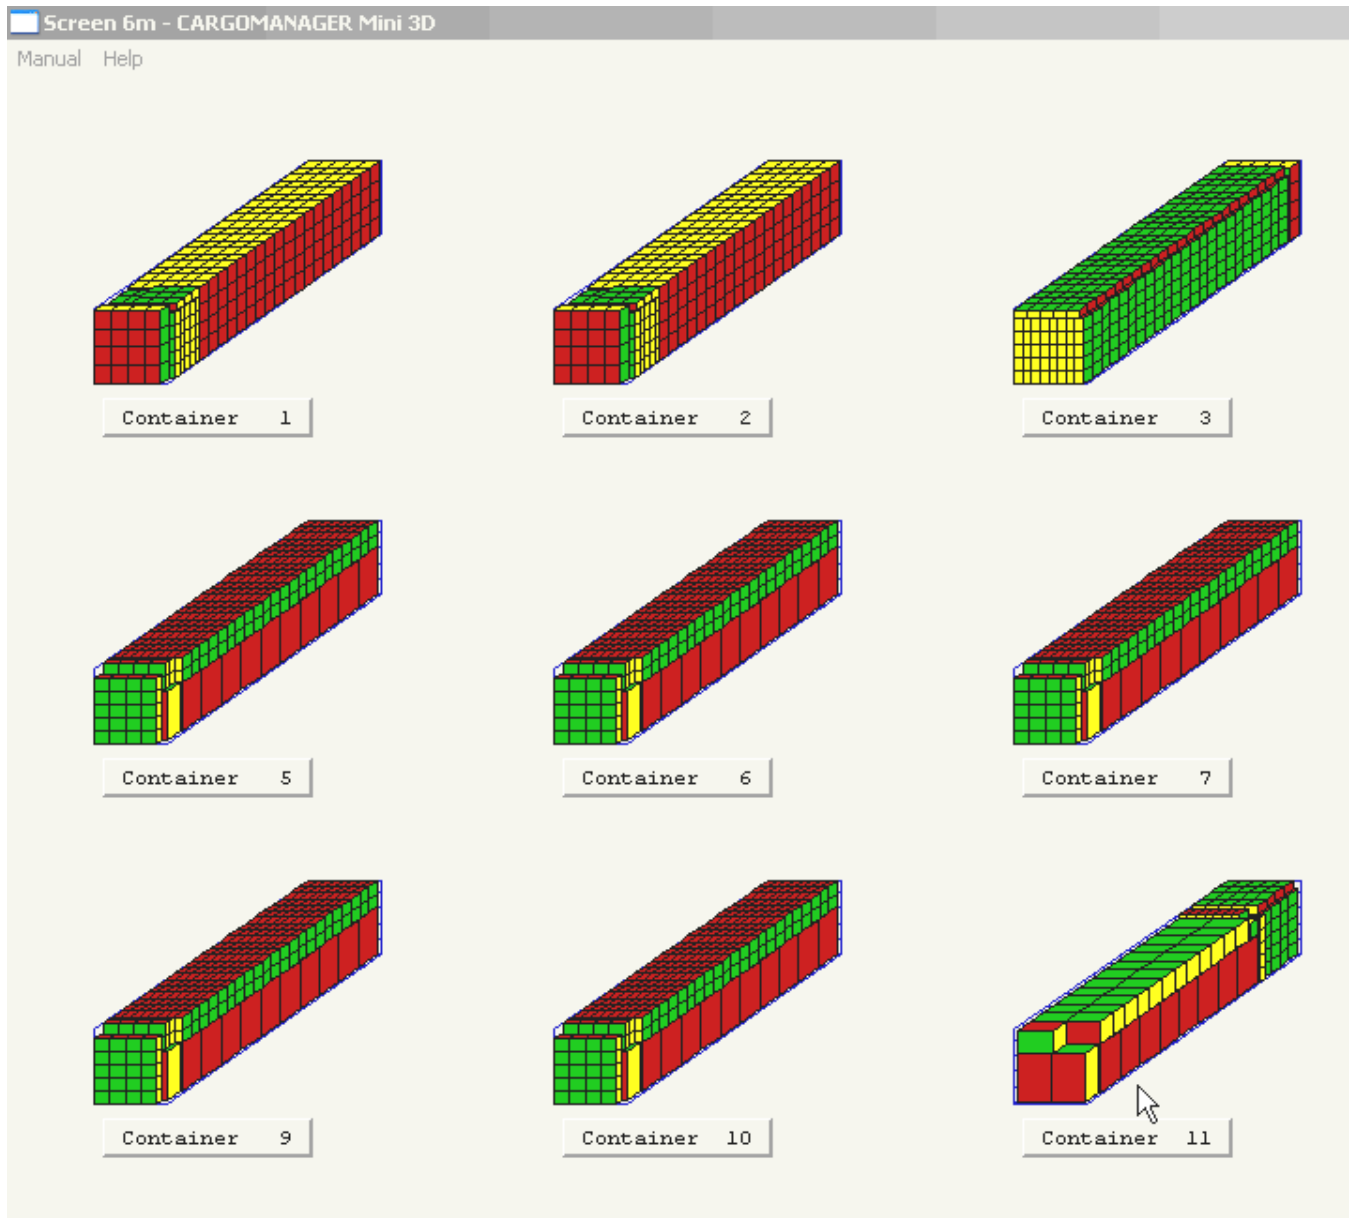 Screen 6m - CARGOMANAGER Mini 3D
Manual Help
Container 1
Container 2
Container 3
Container 5
Container 6
Container 7
Container 9
Container 10
Container 11